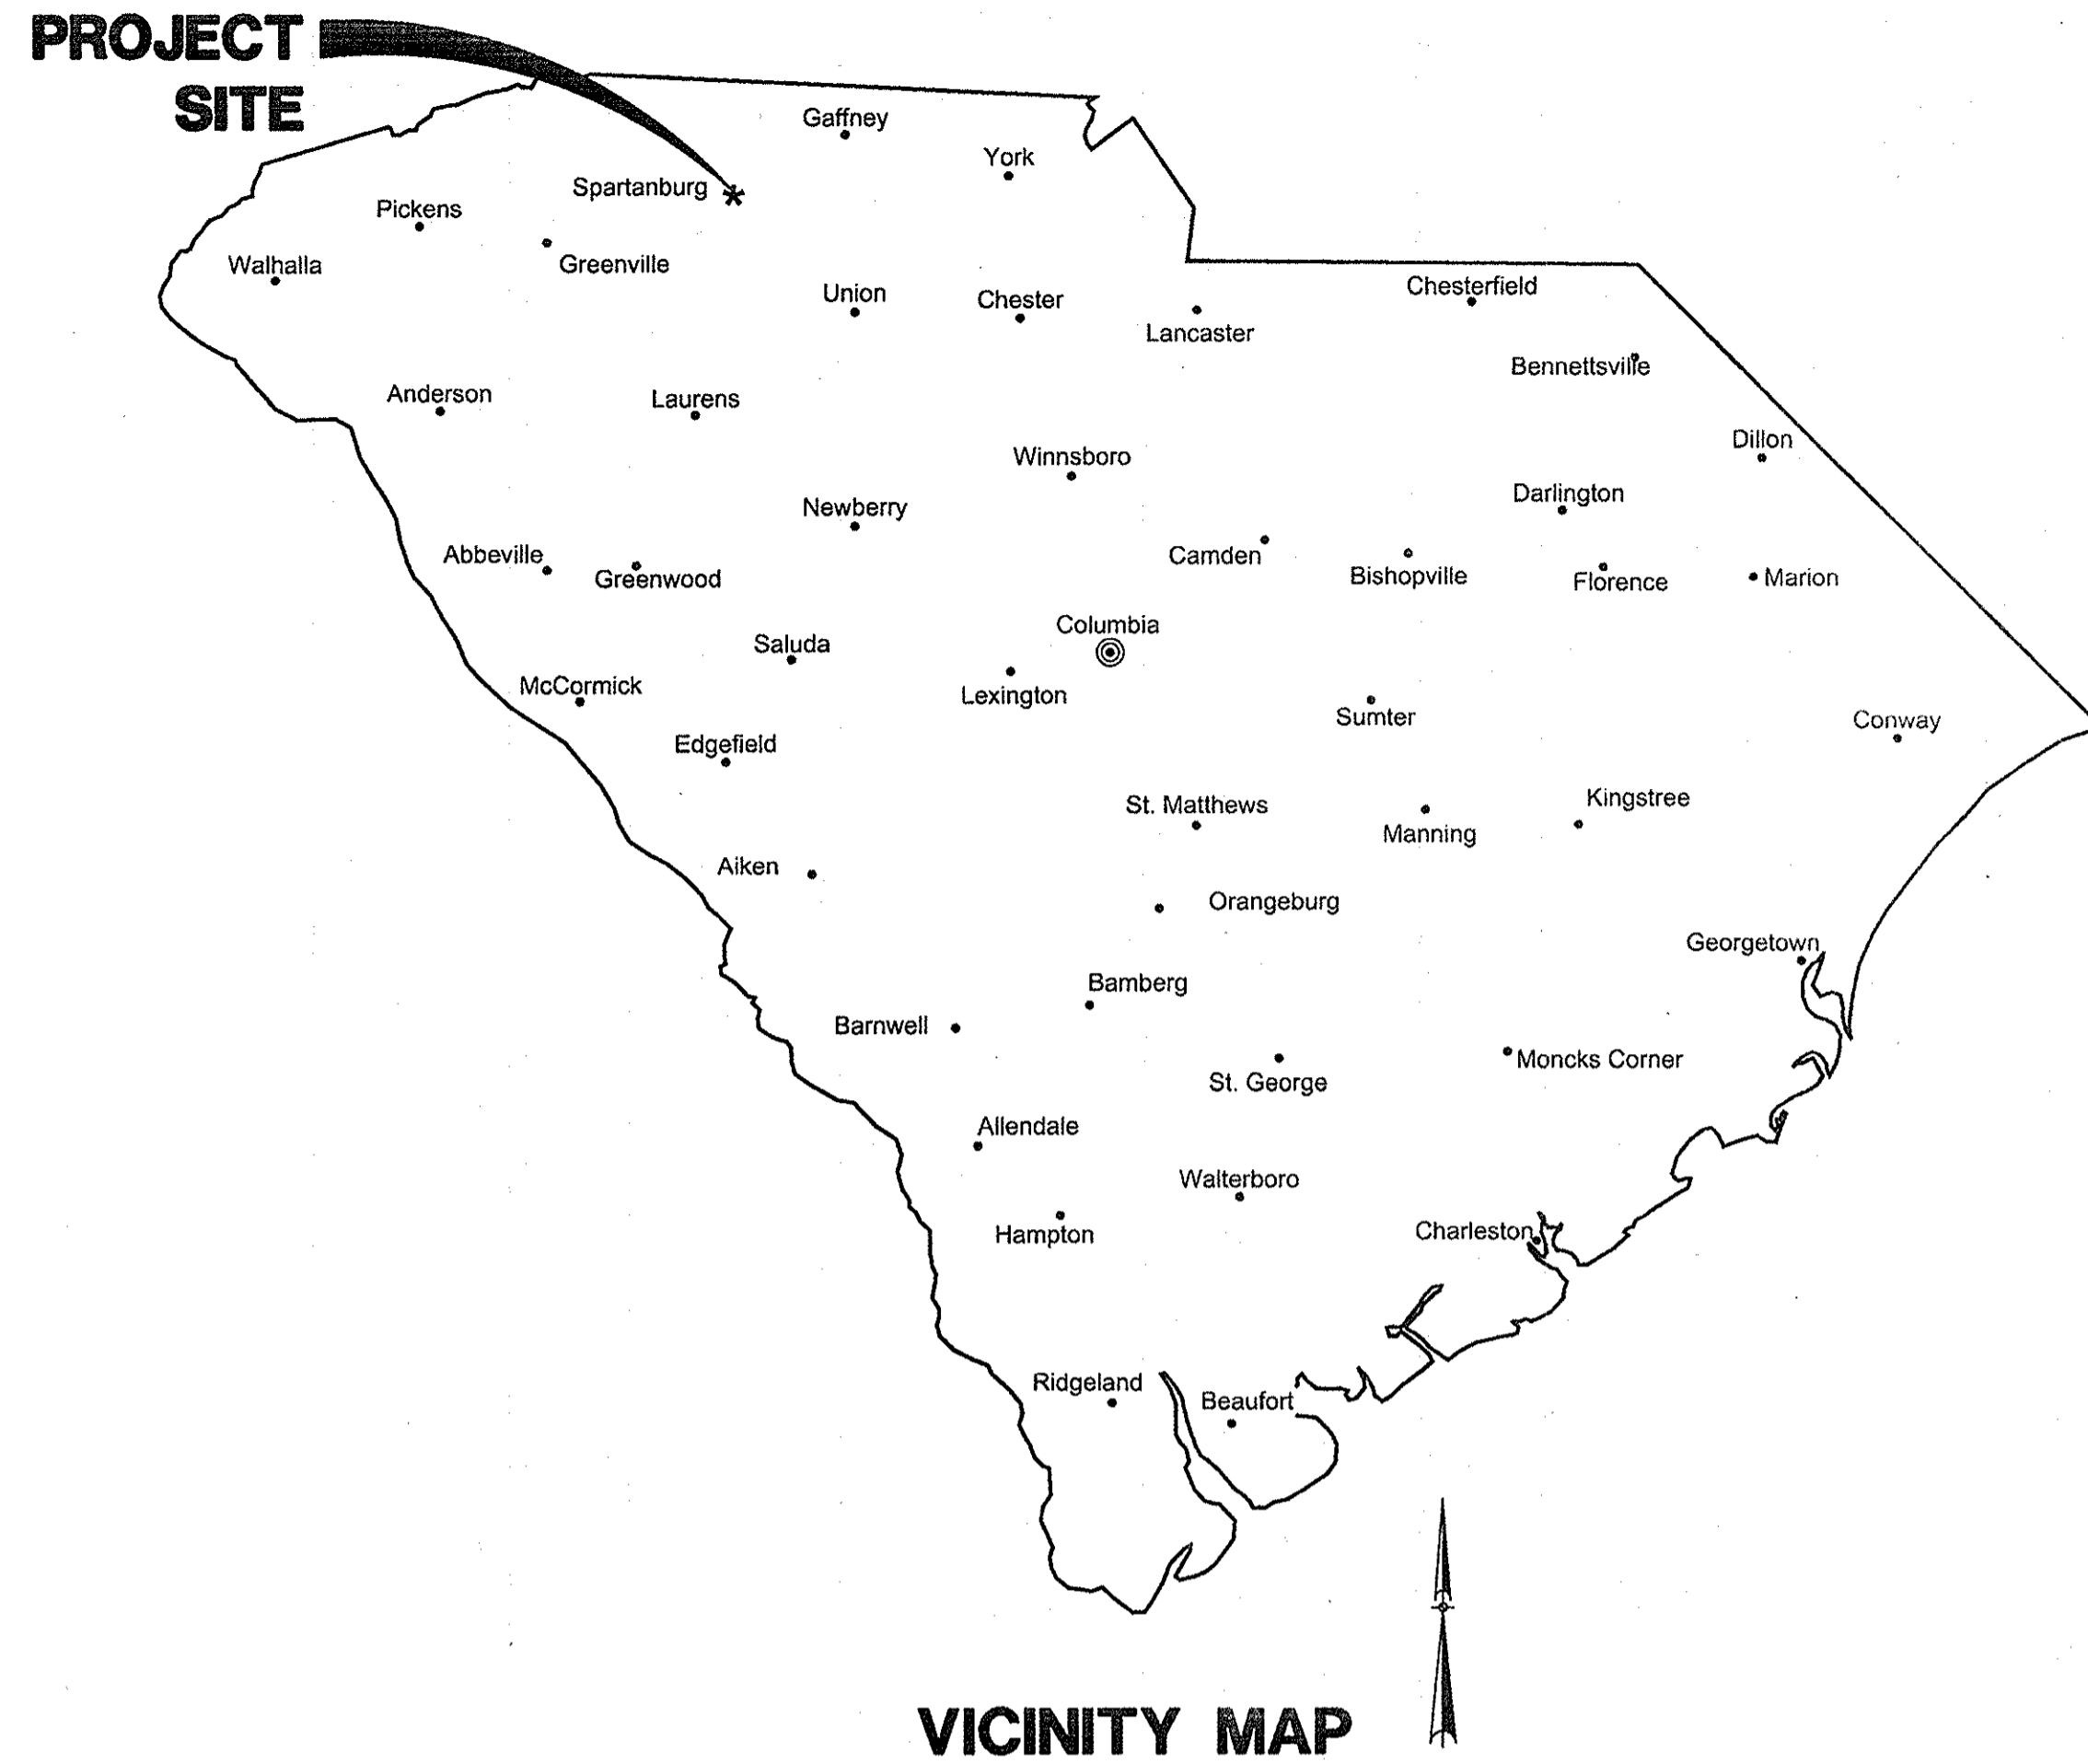 PROJECT
SITE
Gaffney
York
Spartanburg
Pickens
Walhalla
Greenville
Union
Chester
Chesterfield
Lancaster
Bennettsville
Anderson
Laurens
Dillon
Winnsboro
Darlington
Newberry
Abbeville
Greenwood
Camden
Bishopville
Florence
Marion
Columbia
Saluda
McCormick
Lexington
Sumter
Conway
Edgefield
St. Matthews
Kingstree
Manning
Aiken
Orangeburg
Georgetown
Bamberg
Barnwell
Moncks Corner
St. George
Allendale
Walterboro
Hampton
Charleston
Ridgeland
Beaufort
VICINITY MAP